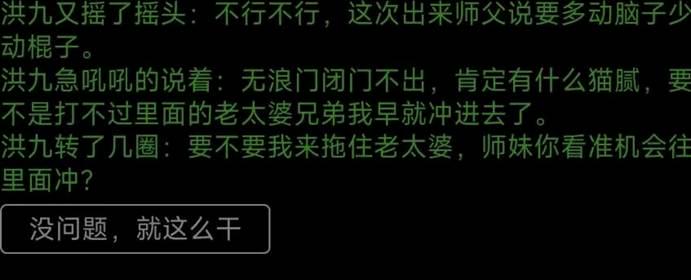 洪九又摇了摇头：不行不行，这次出来师父说要多动脑子少
动棍子。
洪九急吼吼的说着：无浪门闭门不出，肯定有什么猫腻，要
不是打不过里面的老太婆兄弟我早就冲进去了。
洪九转了几圈：要不要我来拖住老太婆，师妹你看准机会往
里面冲？
没问题，就这么干